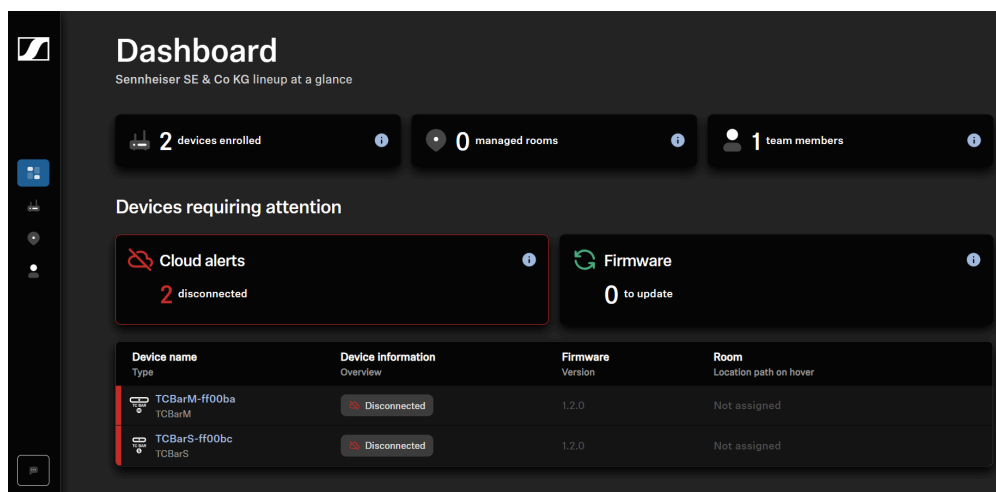 Dashboard
Sennheiser SE & Co KG lineup at a glance
2 devices enrolled
0 managed rooms
1 team members
Devices requiring attention
Cloud alerts
2 disconnected
Firmware
0 to update
Device name Device information Firmware Room
Type Overview Version Location path on hover
TCBarM-ff00ba Disconnected 1.2.0 Not assigned
TCBarM
TCBarS-ff00bc Disconnected 1.2.0 Not assigned
TCBarS